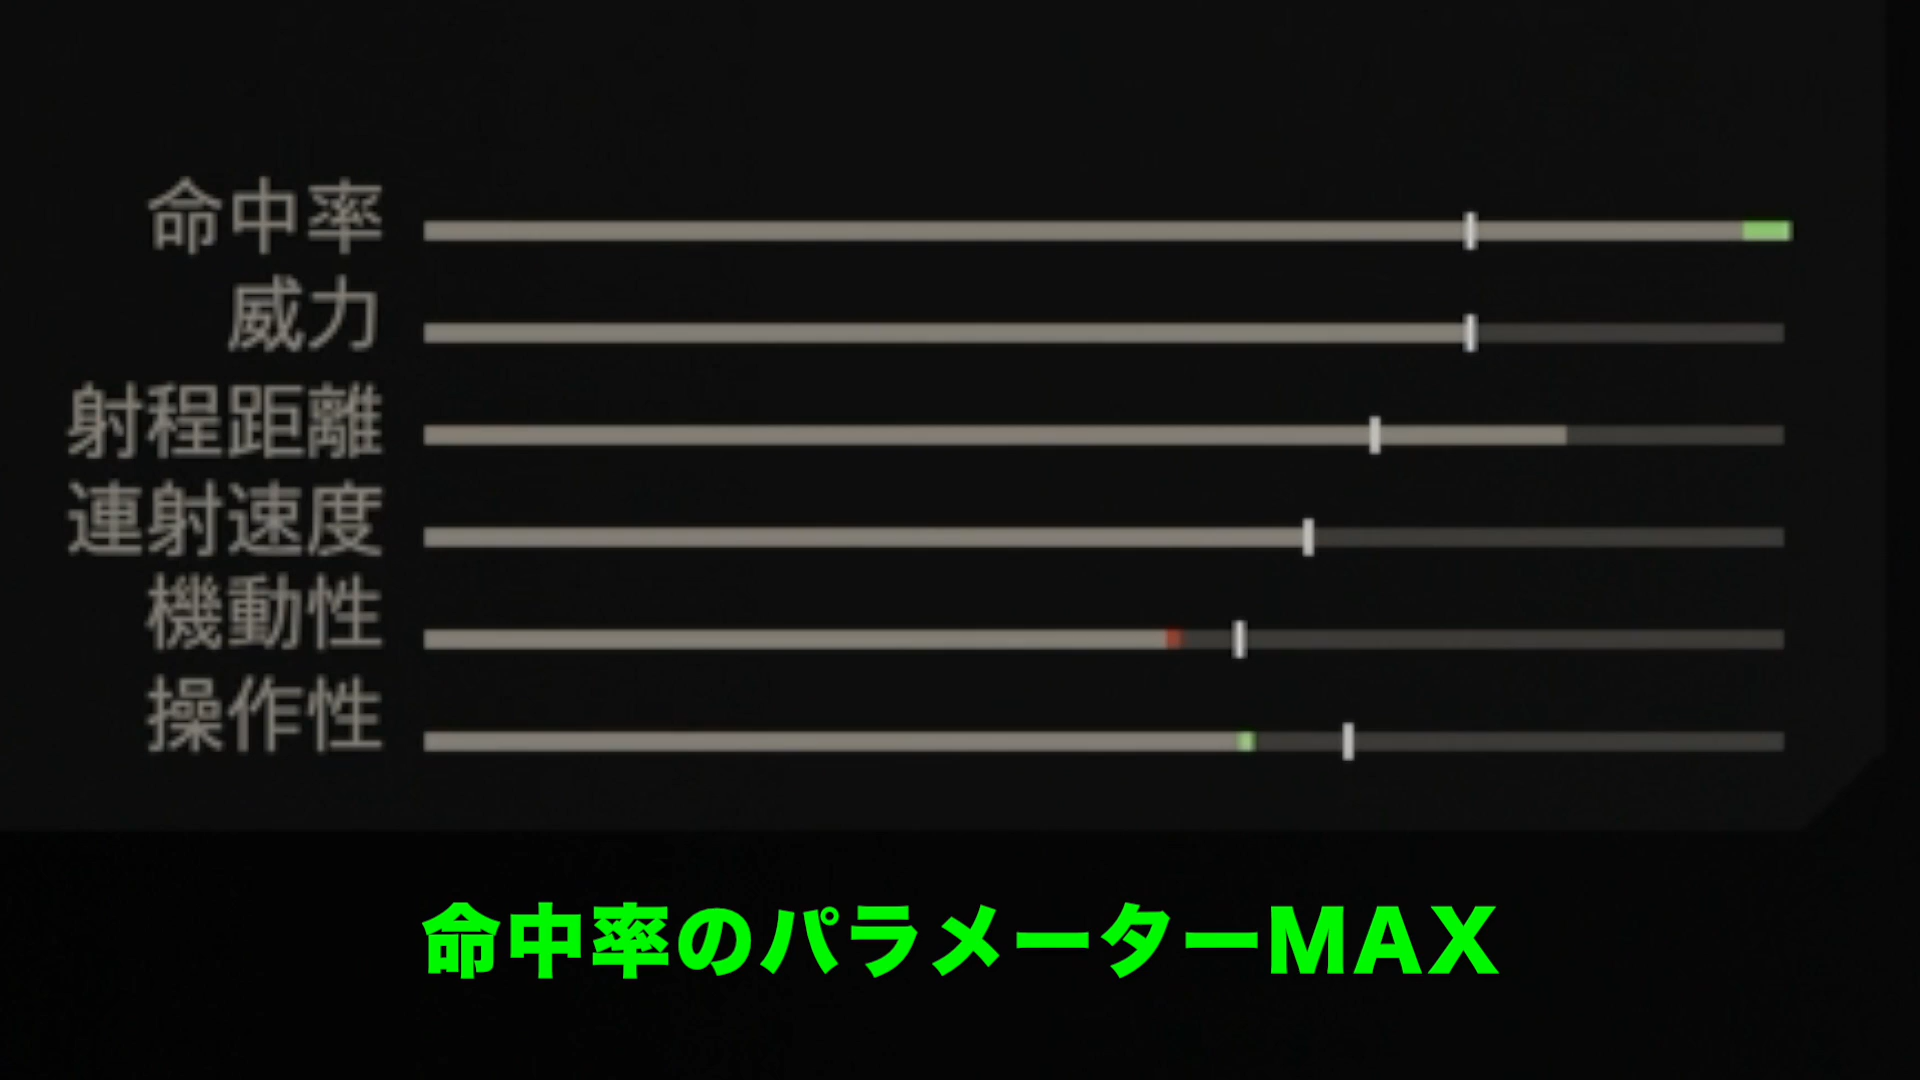 命中率
威力
射程距離
連射速度
機動性
操作性
命中率のパラメーターMAX